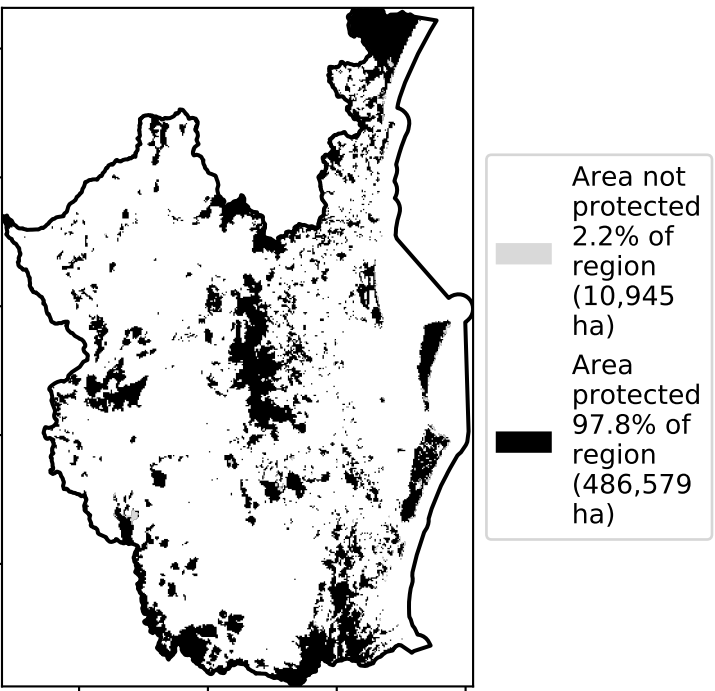 Area not
protected
2.2% of
region
(10,945
ha)
Area
protected
97.8% of
region
(486,579
ha)